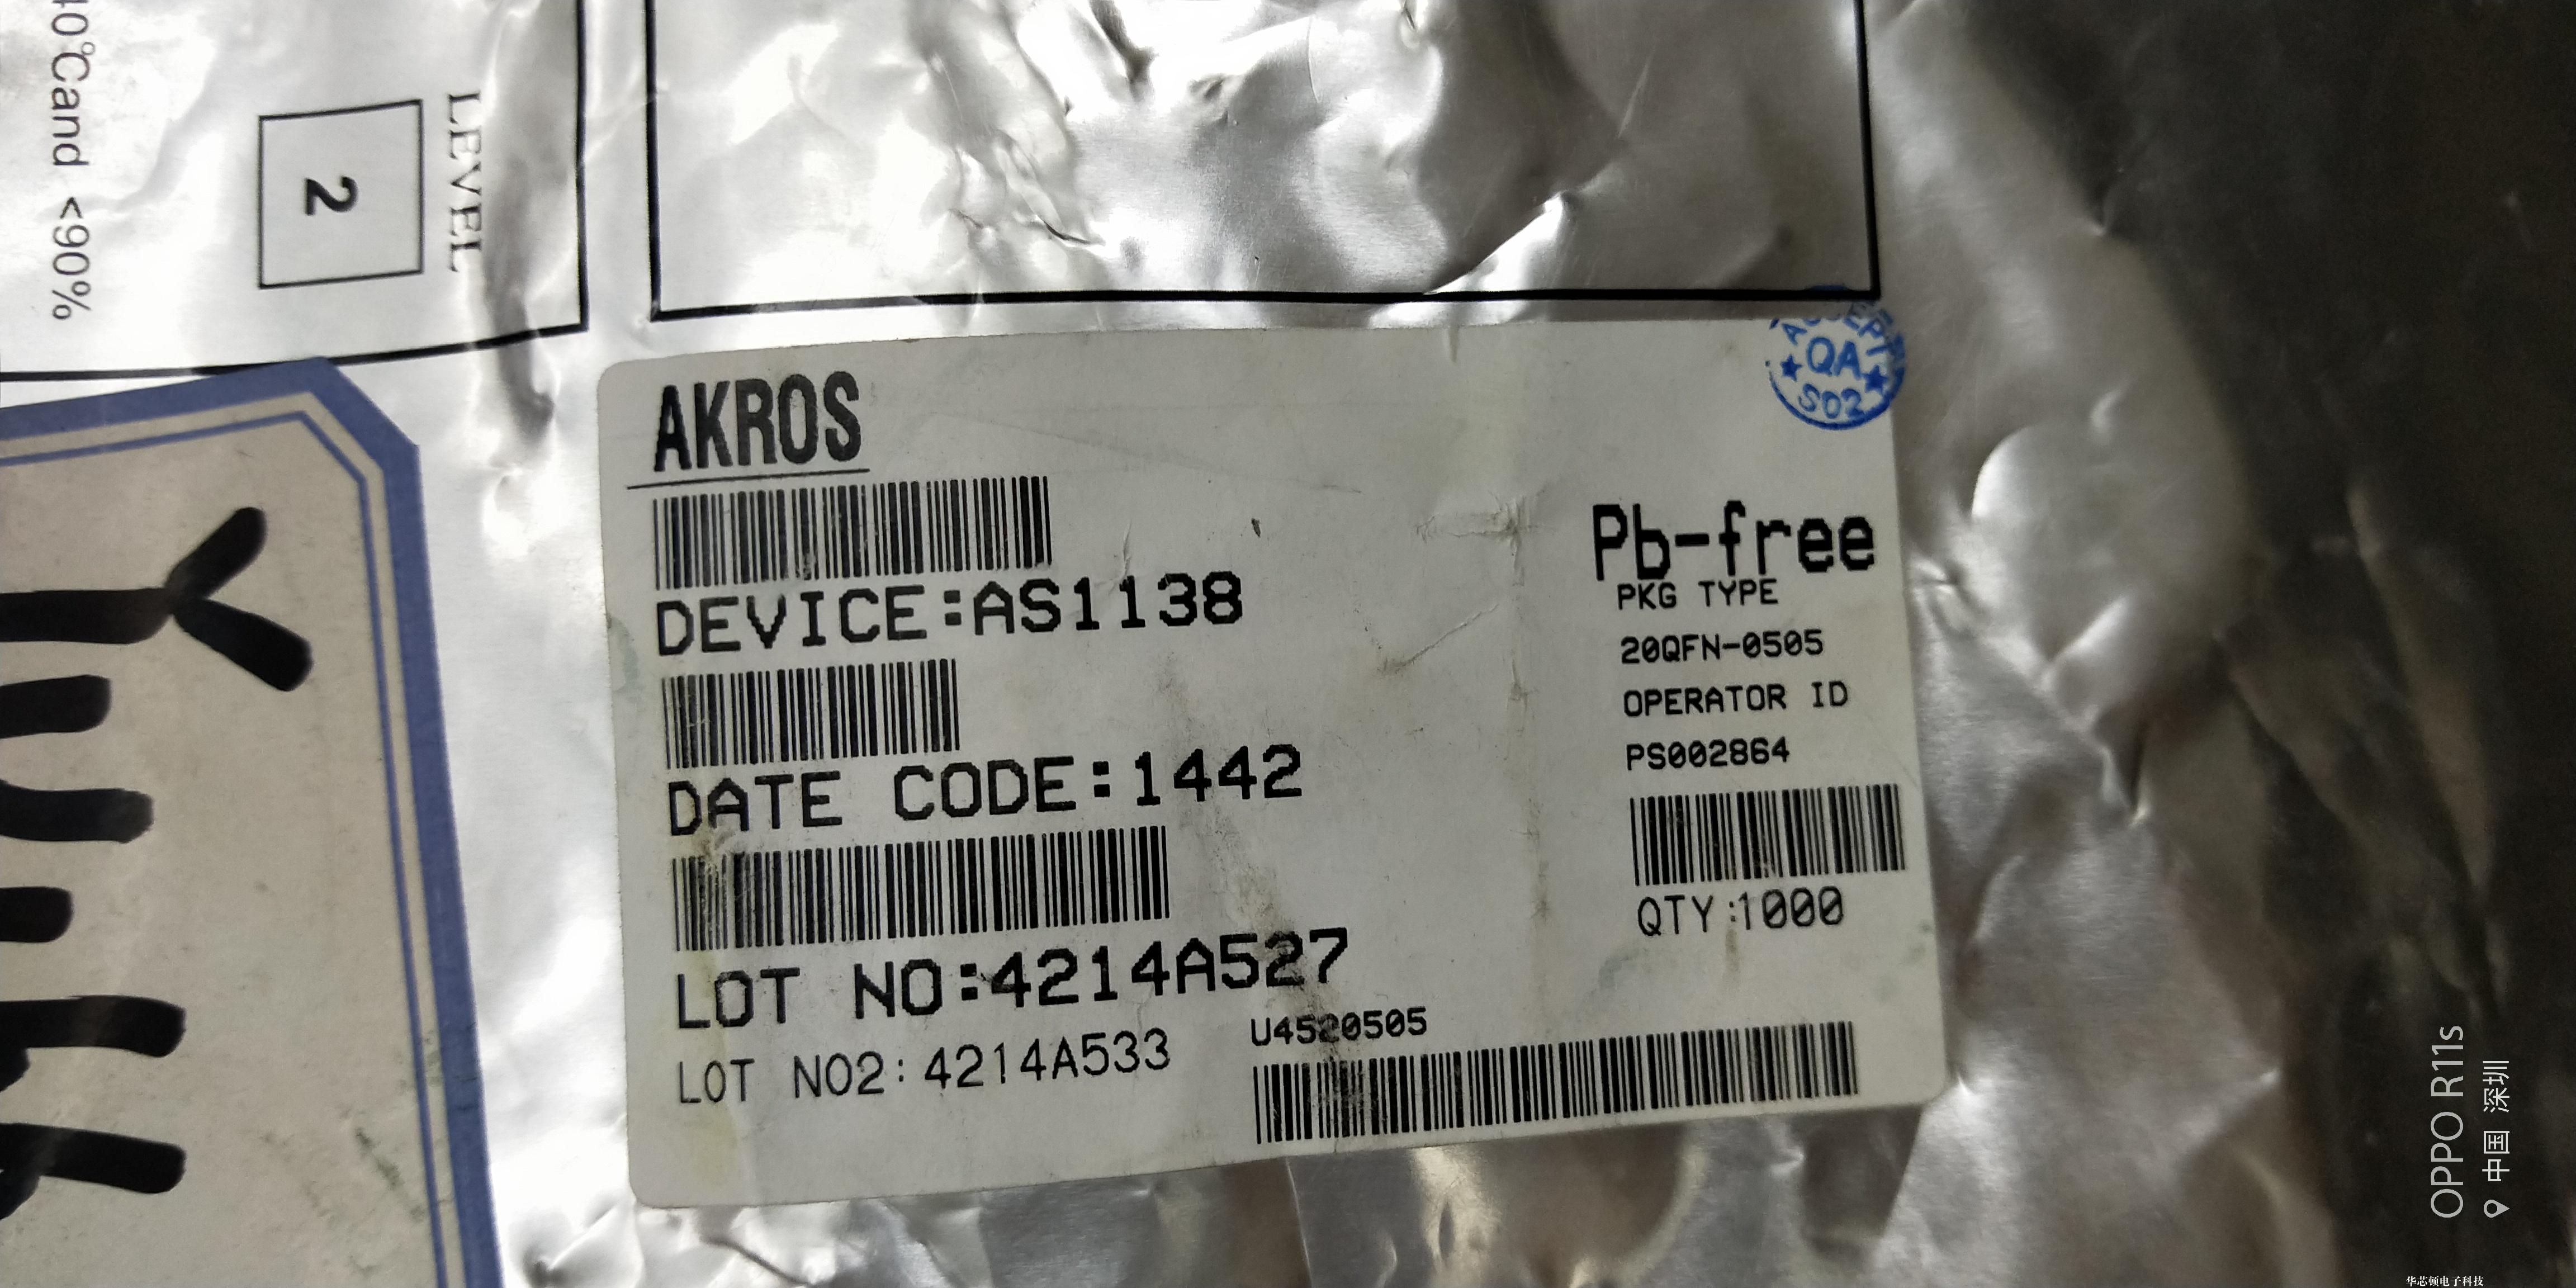 40℃and <90%
LEVEL
2
AKROS
DEVICE:AS1138
DATE CODE:1442
LOT NO:4214A527
LOT NO2:4214A533
U4520505
ACCEPT
QA
S02
Pb-free
PKG TYPE
20QFN-0505
OPERATOR ID
PS002864
QTY:1000
OPPO R11s
中国 深圳
华芯顿电子科技